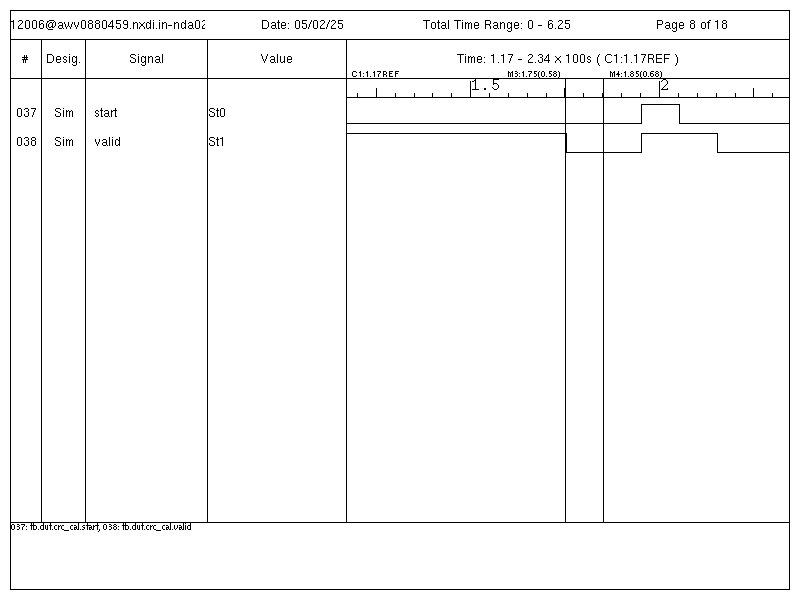 12006@awv0880459.nxdi.in-nda02 Date: 05/02/25 Total Time Range: 0 - 6.25 Page 8 of 18
# Desig. Signal Value Time: 1.17 - 2.34 x 100s ( C1:1.17REF )
C1:1.17REF M3:1.75(0.58) M4:1.85(0.68)
1.5 2
037 Sim start St0
038 Sim valid St1
037: tb.dut.crc_cal.start, 038: tb.dut.crc_cal.valid